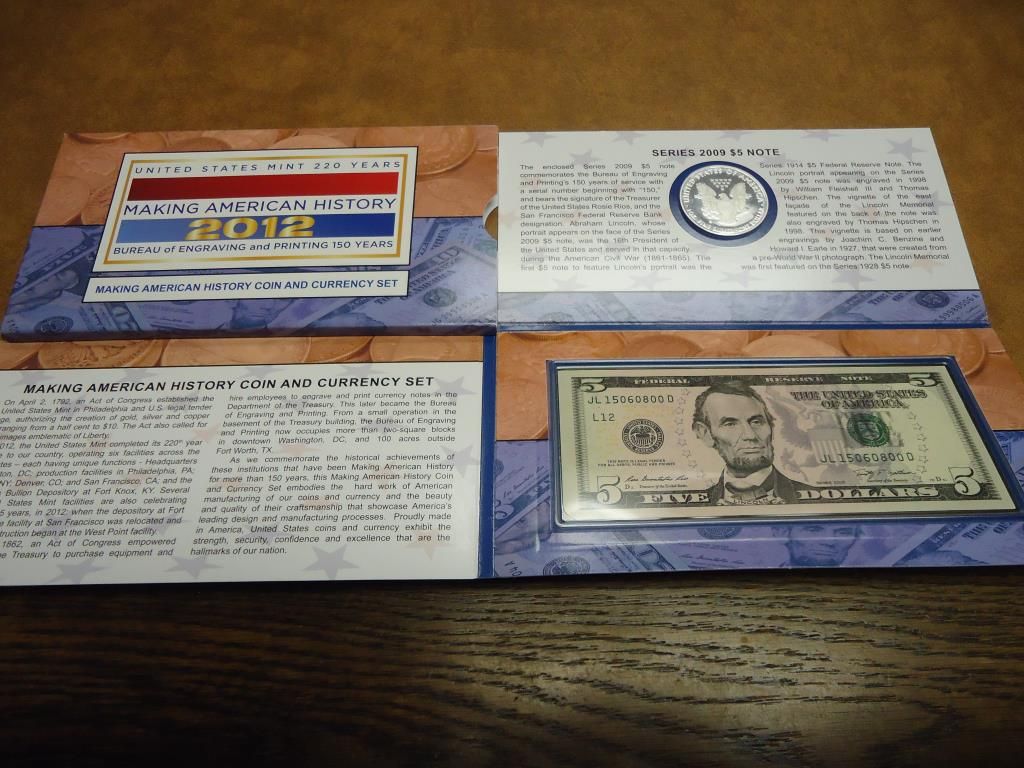 UNITED STATES MINT 220 YEARS
MAKING AMERICAN HISTORY
2012
BUREAU of ENGRAVING and PRINTING 150 YEARS
MAKING AMERICAN HISTORY COIN AND CURRENCY SET
SERIES 2009 $5 NOTE
The enclosed Series 2009 $5 note
commemorates the Bureau of Engraving
and Printing's 150 years of service with
a serial number beginning with "150,"
and bears the signature of the Treasurer
of the United States Rosie Rios, and the
San Francisco Federal Reserve Bank
designation. Abraham Lincoln, whose
portrait appears on the face of the Series
2009 $5 note, was the 16th President of
the United States and served in that capacity
during the American Civil War (1861-1865). The
first $5 note to feature Lincoln's portrait was the
Series 1914 $5 Federal Reserve Note. The
Lincoln portrait appearing on the Series
2009 $5 note was engraved in 1998
by William Fleishell III and Thomas
Hipschen. The vignette of the east
façade of the Lincoln Memorial
featured on the back of the note was
also engraved by Thomas Hipschen in
1998. This vignette is based on earlier
engravings by Joachim C. Benzine and
Howard I. Earle in 1927, that were created from
a pre-World War II photograph. The Lincoln Memorial
was first featured on the Series 1928 $5 note.
MAKING AMERICAN HISTORY COIN AND CURRENCY SET
On April 2, 1792, an Act of Congress established the
United States Mint in Philadelphia and U.S. legal tender
authorizing the creation of gold, silver and copper
ranging from a half cent to $10. The Act also called for
images emblematic of Liberty.
2012, the United States Mint completed its 220th year
to our country, operating six facilities across the
– each having unique functions - Headquarters
DC; production facilities in Philadelphia, PA;
NY; Denver, CO; and San Francisco, CA; and the
Bullion Depository at Fort Knox, KY. Several
States Mint facilities are also celebrating
5 years, in 2012: when the depository at Fort
facility at San Francisco was relocated and
began at the West Point facility.
1862, an Act of Congress empowered
Treasury to purchase equipment and
hire employees to engrave and print currency notes in the
Department of the Treasury. This later became the Bureau
of Engraving and Printing. From a small operation in the
basement of the Treasury building, the Bureau of Engraving
and Printing now occupies more than two-square blocks
in downtown Washington, DC, and 100 acres outside
Fort Worth, TX.
As we commemorate the historical achievements of
these institutions that have been Making American History
for more than 150 years, this Making American History Coin
and Currency Set embodies the hard work of American
manufacturing of our coins and currency and the beauty
and quality of their craftsmanship that showcase America's
leading design and manufacturing processes. Proudly made
in America, United States coins and currency exhibit the
strength, security, confidence and excellence that are the
hallmarks of our nation.
5 FEDERAL RESERVE NOTE 5
JL 15060800 D
THE UNITED STATES
OF AMERICA
L12
THIS NOTE IS LEGAL TENDER
FOR ALL DEBTS, PUBLIC AND PRIVATE
JL 15060800 D
5 FIVE DOLLARS 5